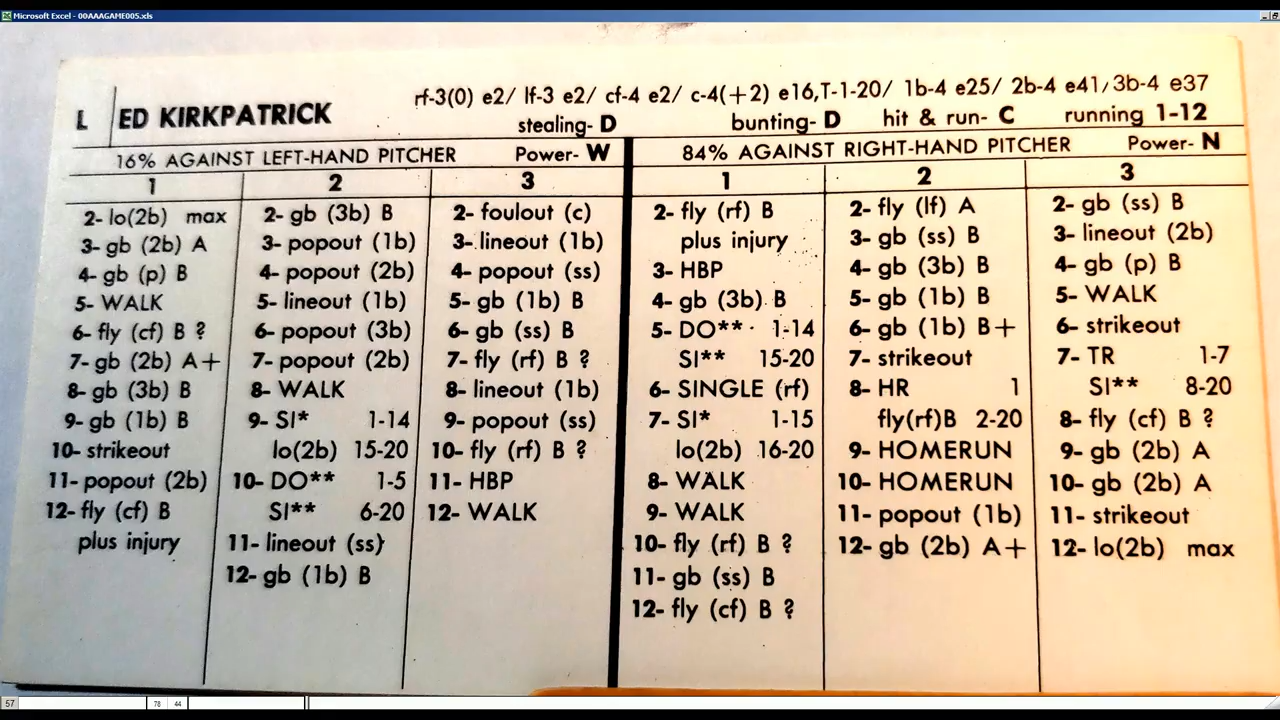 Microsoft Excel - 00AAAGAME005.xls
L ED KIRKPATRICK
rf-3(0) e2/ lf-3 e2/ cf-4 e2/ c-4(+2) e16,T-1-20/ 1b-4 e25/ 2b-4 e41/3b-4 e37
stealing- D bunting- D hit & run- C running 1-12
16% AGAINST LEFT-HAND PITCHER Power- W
1 2 3
2- lo(2b) max
3- gb (2b) A
4- gb (p) B
5- WALK
6- fly (cf) B ?
7- gb (2b) A+
8- gb (3b) B
9- gb (1b) B
10- strikeout
11- popout (2b)
12- fly (cf) B
plus injury
2- gb (3b) B
3- popout (1b)
4- popout (2b)
5- lineout (1b)
6- popout (3b)
7- popout (2b)
8- WALK
9- SI* 1-14
lo(2b) 15-20
10- DO** 1-5
SI** 6-20
11- lineout (ss)
12- gb (1b) B
2- foulout (c)
3- lineout (1b)
4- popout (ss)
5- gb (1b) B
6- gb (ss) B
7- fly (rf) B ?
8- lineout (1b)
9- popout (ss)
10- fly (rf) B ?
11- HBP
12- WALK
84% AGAINST RIGHT-HAND PITCHER Power- N
1 2 3
2- fly (rf) B
plus injury
3- HBP
4- gb (3b) B
5- DO** 1-14
SI** 15-20
6- SINGLE (rf)
7- SI* 1-15
lo(2b) 16-20
8- WALK
9- WALK
10- fly (rf) B ?
11- gb (ss) B
12- fly (cf) B ?
2- fly (lf) A
3- gb (ss) B
4- gb (3b) B
5- gb (1b) B
6- gb (1b) B+
7- strikeout
8- HR 1
fly(rf)B 2-20
9- HOMERUN
10- HOMERUN
11- popout (1b)
12- gb (2b) A+
2- gb (ss) B
3- lineout (2b)
4- gb (p) B
5- WALK
6- strikeout
7- TR 1-7
SI** 8-20
8- fly (cf) B ?
9- gb (2b) A
10- gb (2b) A
11- strikeout
12- lo(2b) max
57 78 44